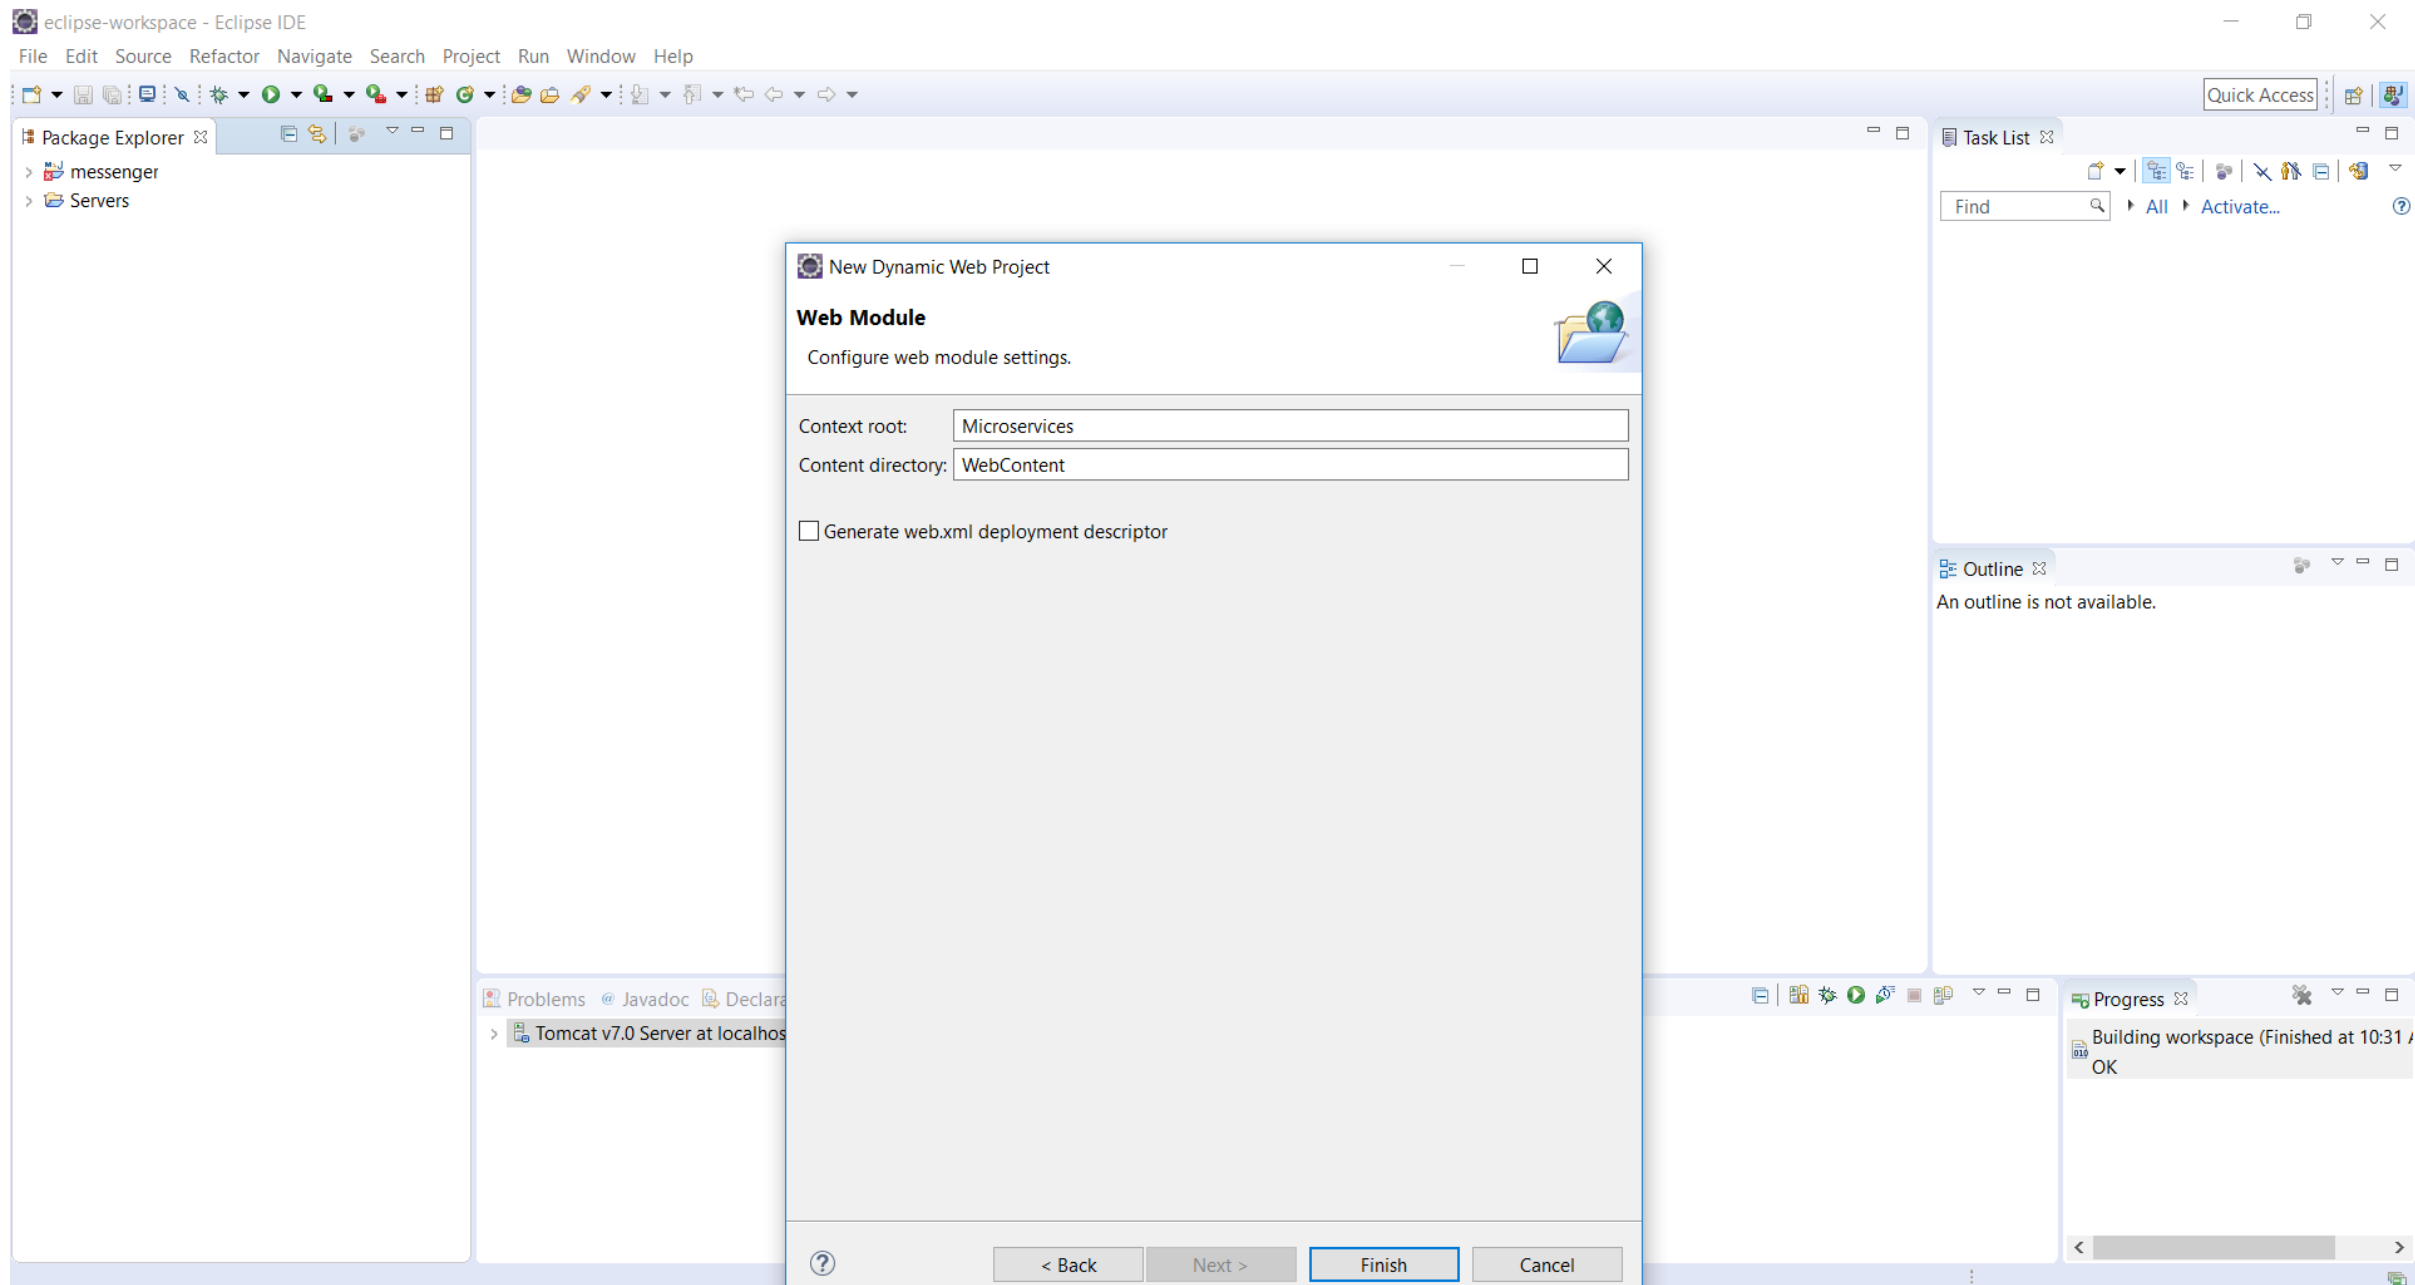 eclipse-workspace - Eclipse IDE
File Edit Source Refactor Navigate Search Project Run Window Help
Quick Access
Package Explorer
messenger
Servers
Task List
Find
All
Activate...
New Dynamic Web Project
Web Module
Configure web module settings.
Context root: Microservices
Content directory: WebContent
Generate web.xml deployment descriptor
Outline
An outline is not available.
Problems @ Javadoc Declara
Tomcat v7.0 Server at localhos
Progress
Building workspace (Finished at 10:31
OK
< Back Next > Finish Cancel